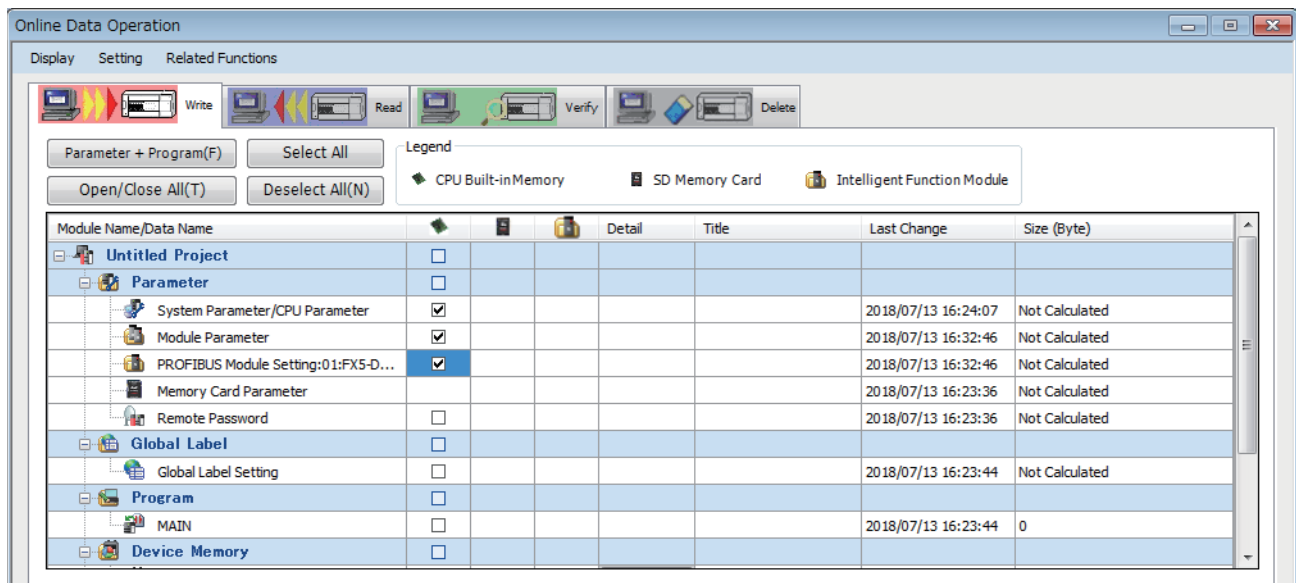 Online Data Operation
Display Setting Related Functions
Write Read Verify Delete
Parameter + Program(F) Select All
Open/Close All(T) Deselect All(N)
Legend
CPU Built-in Memory SD Memory Card Intelligent Function Module
Module Name/Data Name Detail Title Last Change Size (Byte)
Untitled Project
Parameter
System Parameter/CPU Parameter 2018/07/13 16:24:07 Not Calculated
Module Parameter 2018/07/13 16:32:46 Not Calculated
PROFIBUS Module Setting:01:FX5-D... 2018/07/13 16:32:46 Not Calculated
Memory Card Parameter 2018/07/13 16:23:36 Not Calculated
Remote Password 2018/07/13 16:23:36 Not Calculated
Global Label
Global Label Setting 2018/07/13 16:23:44 Not Calculated
Program
MAIN 2018/07/13 16:23:44 0
Device Memory